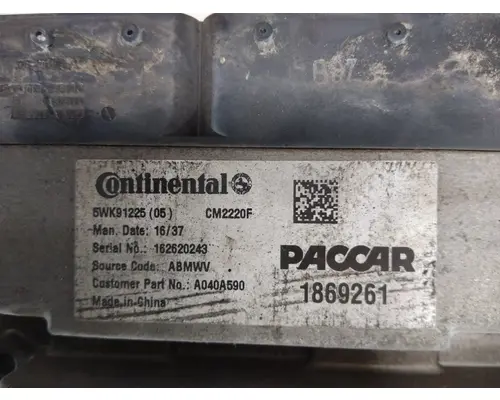 Continental
5WK91225 (05) CM2220F
Man. Date: 16/37
Serial No.: 162620243
Source Code: ABMWV
Customer Part No.: A040A590
Made in China
PACCAR
1869261